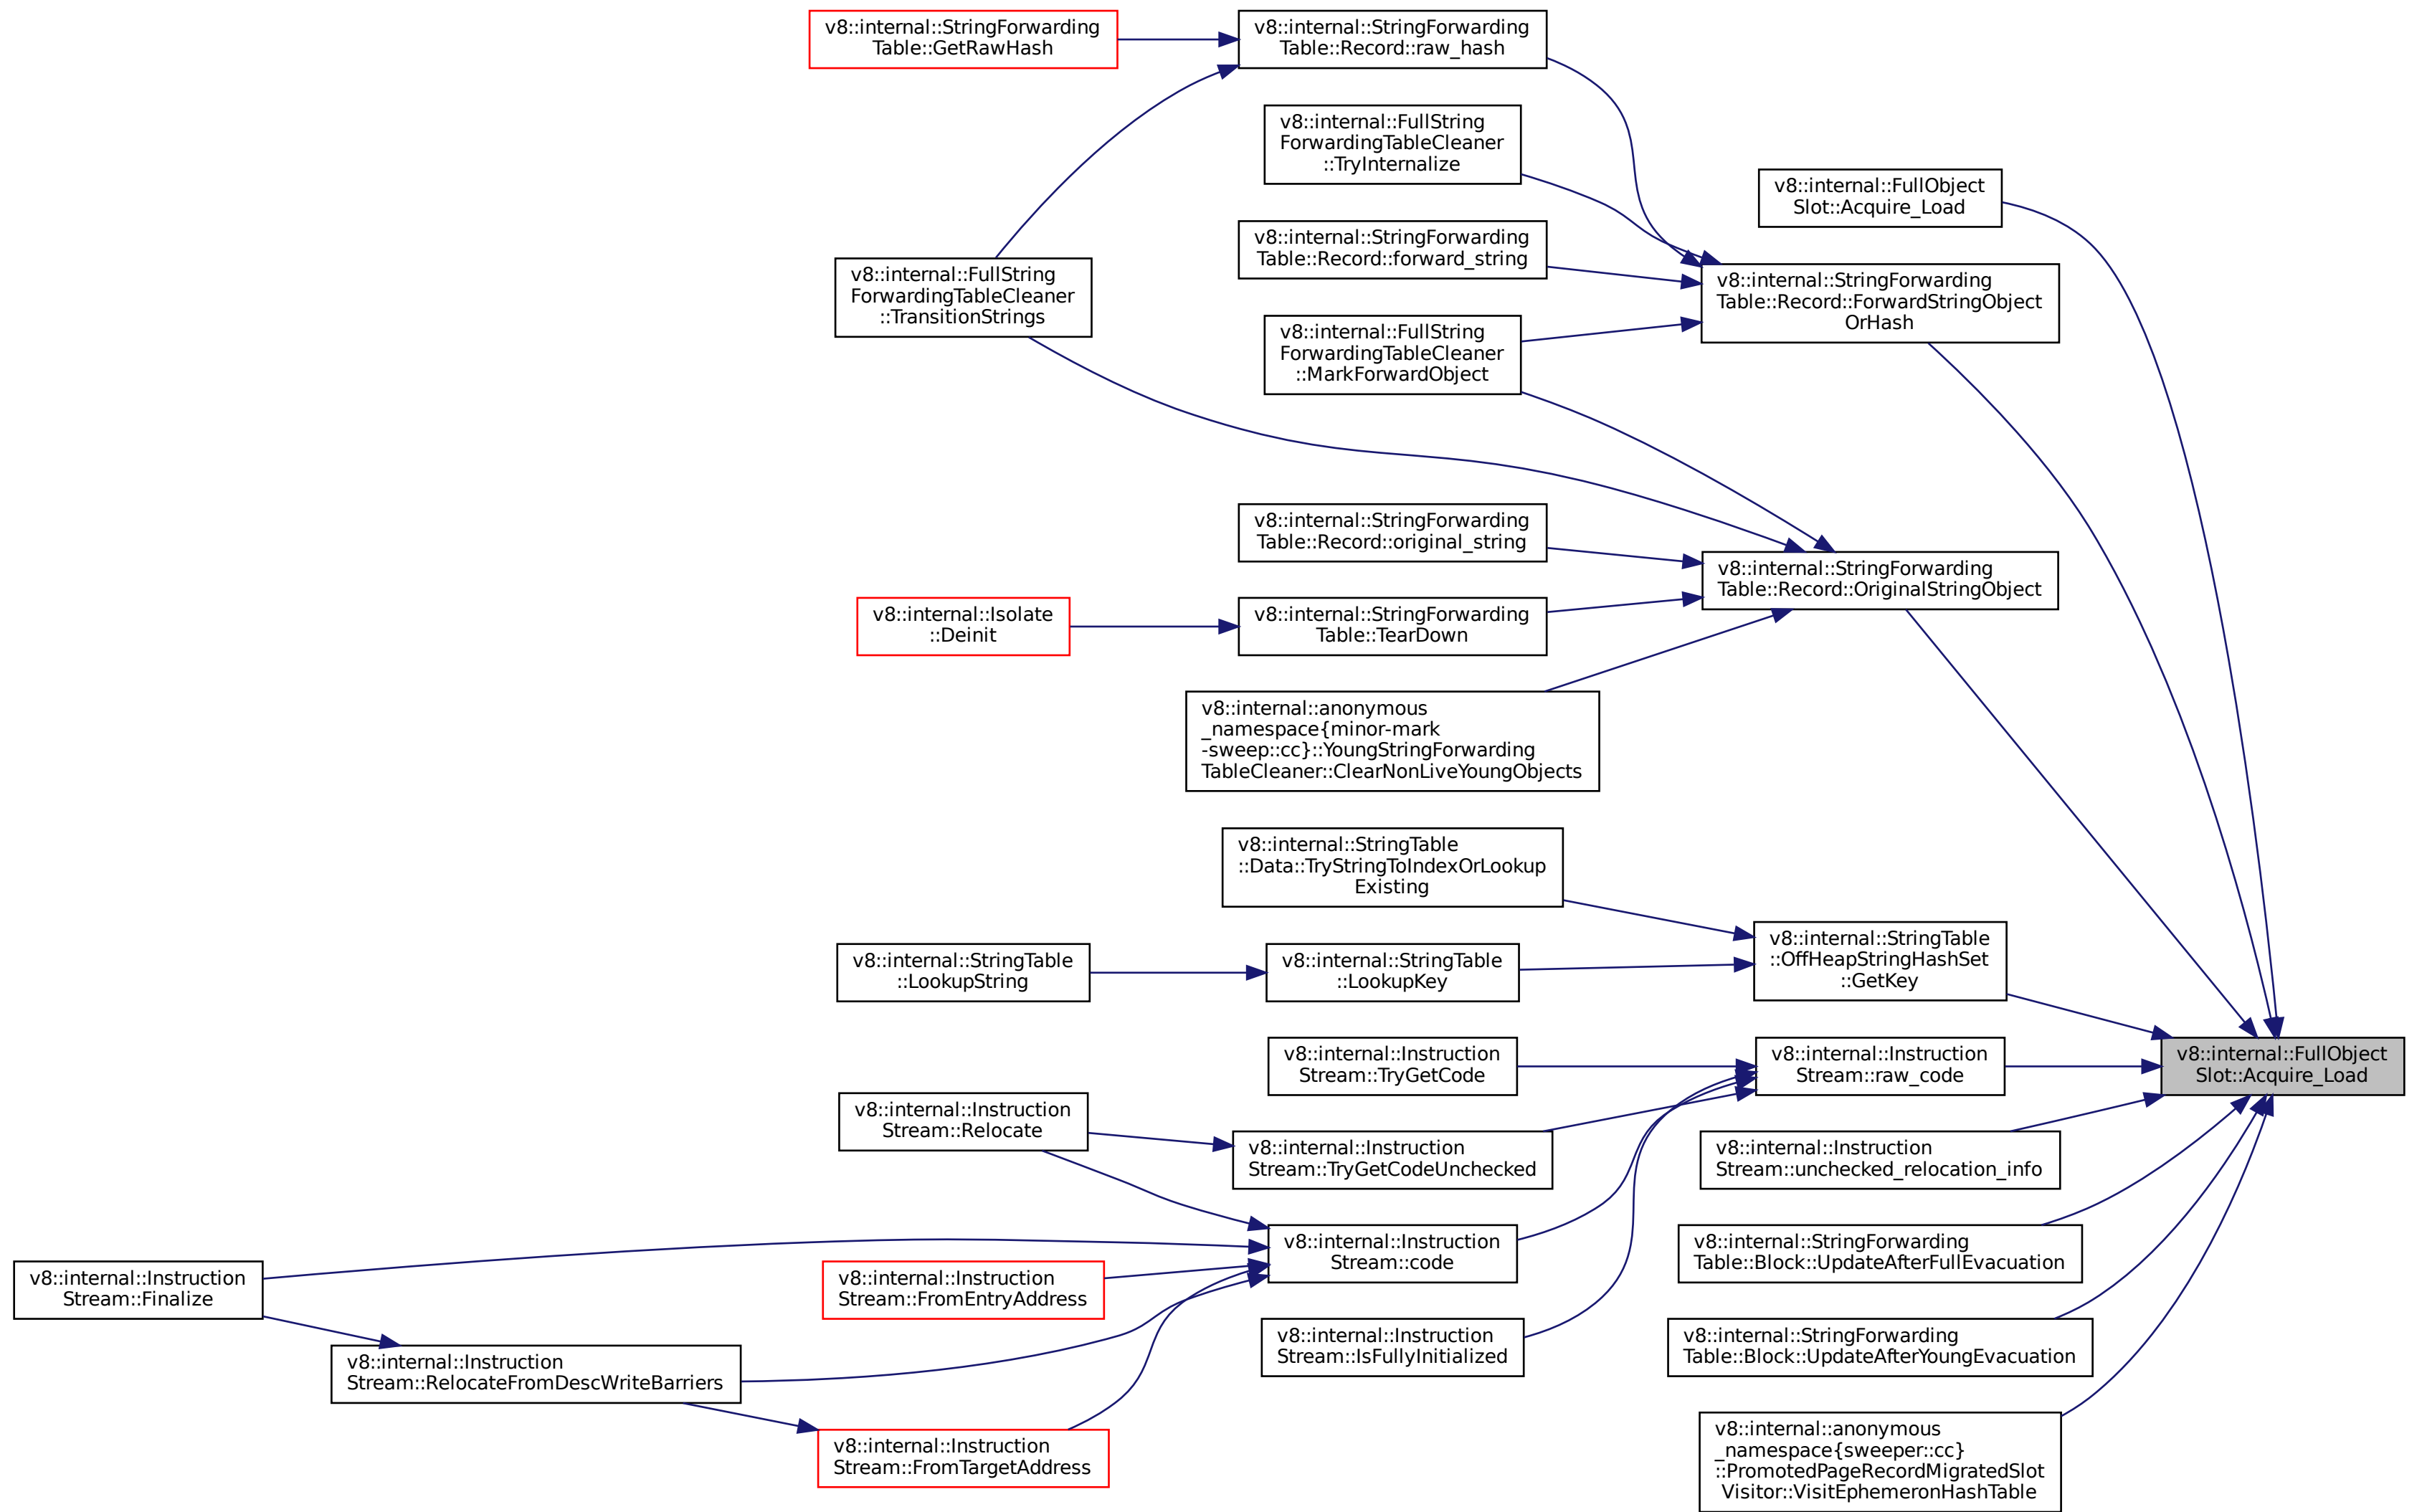 v8::internal::StringForwarding
Table::GetRawHash
v8::internal::StringForwarding
Table::Record::raw_hash
v8::internal::FullString
ForwardingTableCleaner
::TryInternalize
v8::internal::FullObject
Slot::Acquire_Load
v8::internal::StringForwarding
Table::Record::forward_string
v8::internal::FullString
ForwardingTableCleaner
::TransitionStrings
v8::internal::StringForwarding
Table::Record::ForwardStringObject
OrHash
v8::internal::FullString
ForwardingTableCleaner
::MarkForwardObject
v8::internal::StringForwarding
Table::Record::original_string
v8::internal::StringForwarding
Table::Record::OriginalStringObject
v8::internal::Isolate
::Deinit
v8::internal::StringForwarding
Table::TearDown
v8::internal::anonymous
_namespace{minor-mark
-sweep::cc}::YoungStringForwarding
TableCleaner::ClearNonLiveYoungObjects
v8::internal::StringTable
::Data::TryStringToIndexOrLookup
Existing
v8::internal::StringTable
::OffHeapStringHashSet
::GetKey
v8::internal::StringTable
::LookupString
v8::internal::StringTable
::LookupKey
v8::internal::Instruction
Stream::TryGetCode
v8::internal::Instruction
Stream::raw_code
v8::internal::FullObject
Slot::Acquire_Load
v8::internal::Instruction
Stream::Relocate
v8::internal::Instruction
Stream::TryGetCodeUnchecked
v8::internal::Instruction
Stream::unchecked_relocation_info
v8::internal::Instruction
Stream::code
v8::internal::StringForwarding
Table::Block::UpdateAfterFullEvacuation
v8::internal::Instruction
Stream::Finalize
v8::internal::Instruction
Stream::FromEntryAddress
v8::internal::Instruction
Stream::IsFullyInitialized
v8::internal::StringForwarding
Table::Block::UpdateAfterYoungEvacuation
v8::internal::Instruction
Stream::RelocateFromDescWriteBarriers
v8::internal::Instruction
Stream::FromTargetAddress
v8::internal::anonymous
_namespace{sweeper::cc}
::PromotedPageRecordMigratedSlot
Visitor::VisitEphemeronHashTable